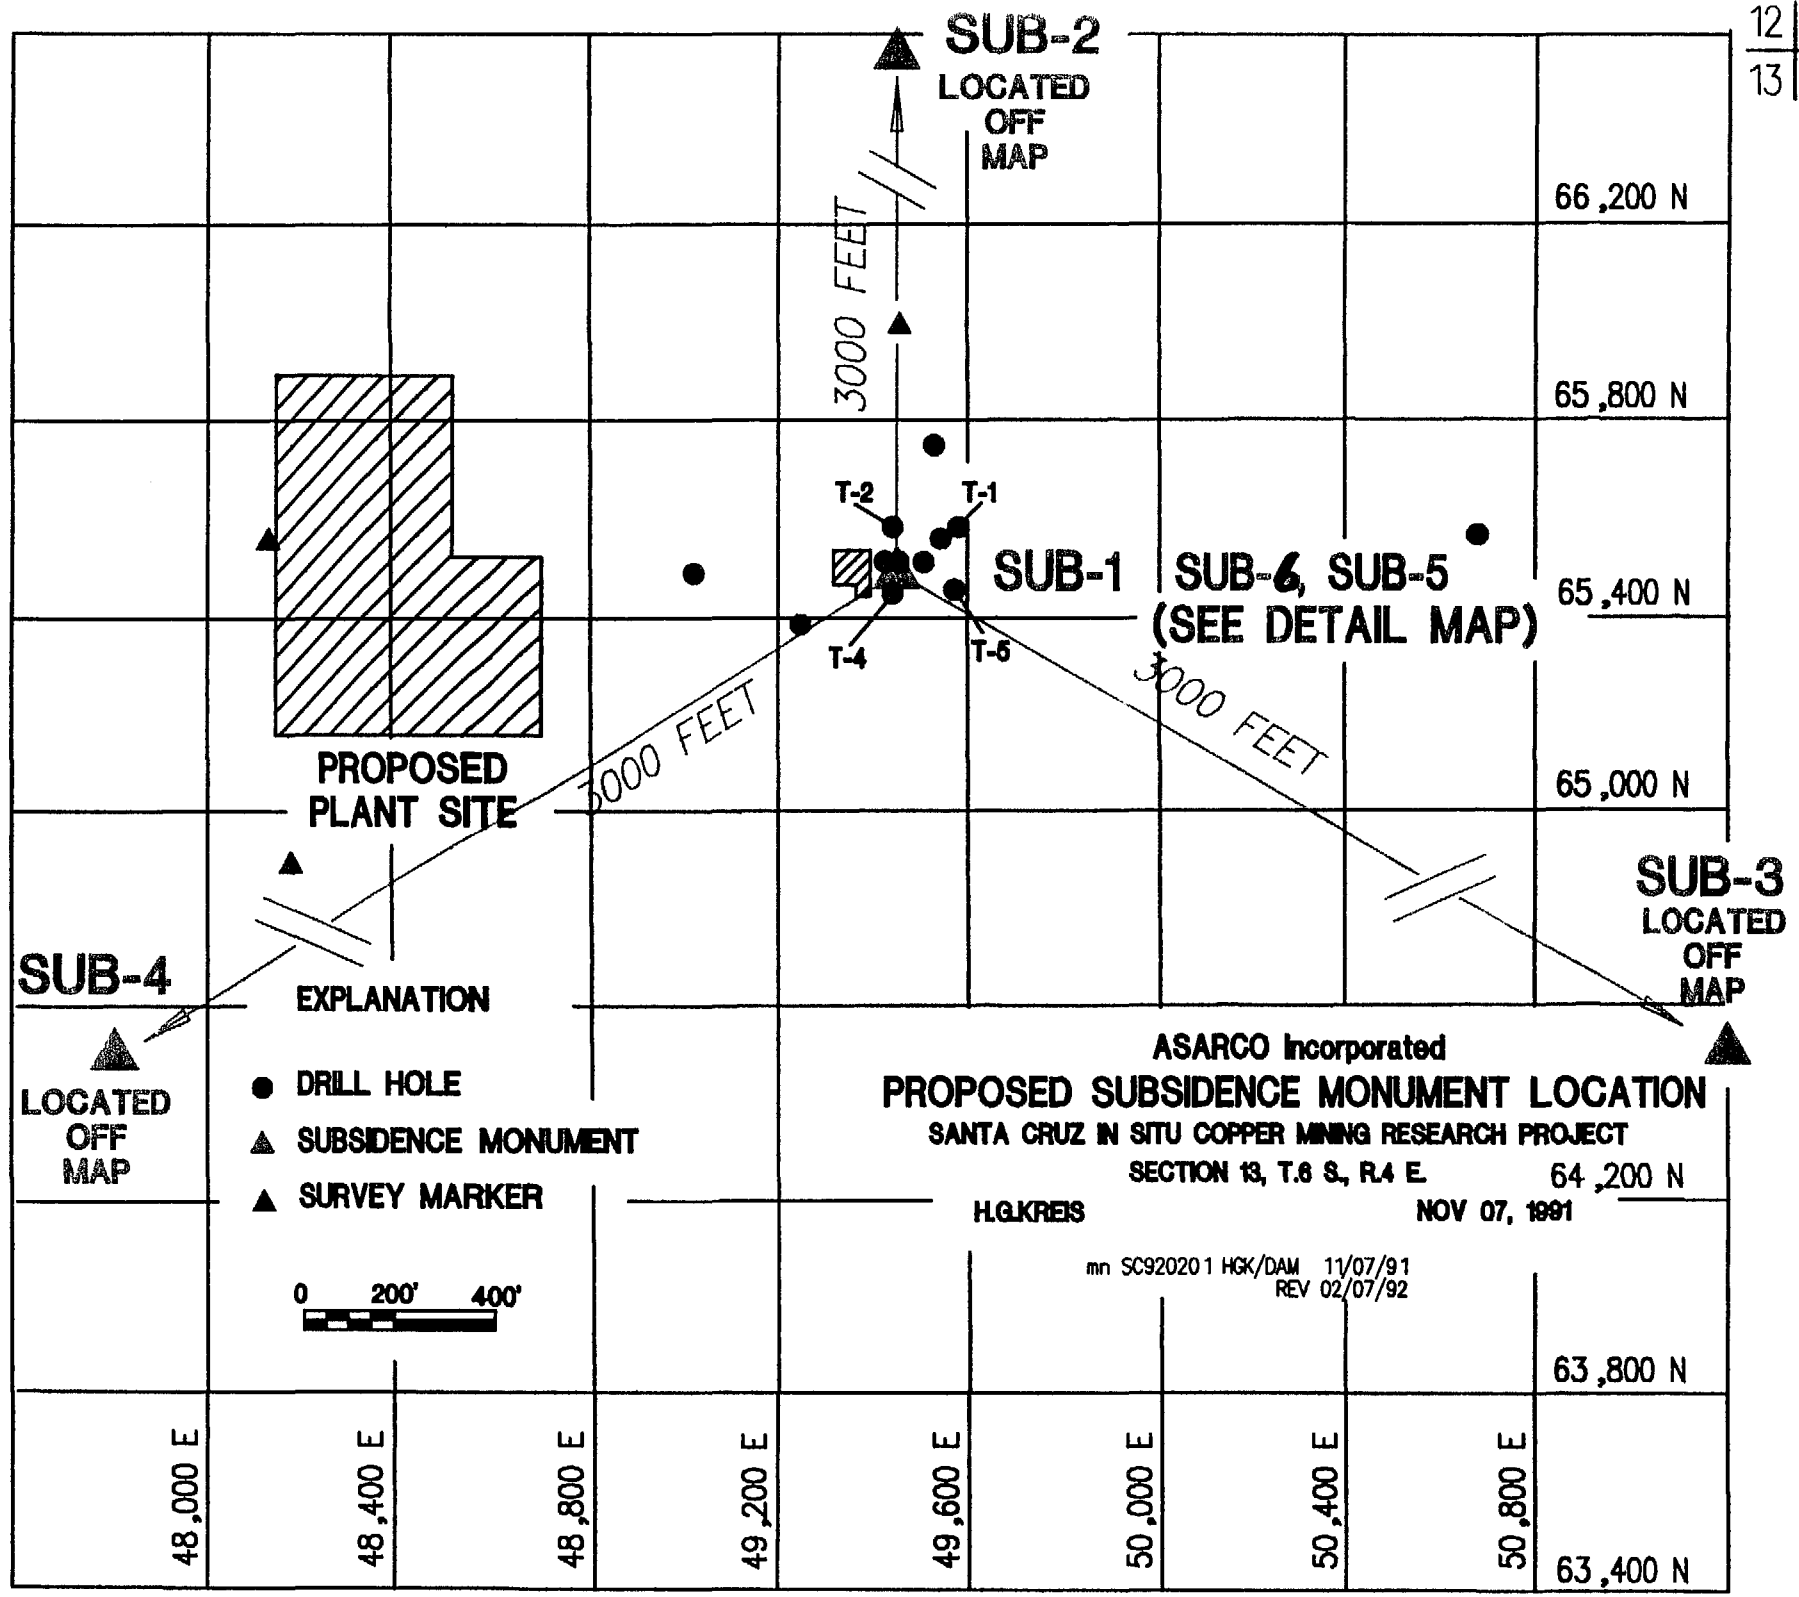 12
13
SUB-2
LOCATED
OFF
MAP
66,200 N
3000 FEET
65,800 N
T-2
T-1
SUB-1
SUB-6, SUB-5
(SEE DETAIL MAP)
65,400 N
T-4
T-5
3000 FEET
3000 FEET
PROPOSED
PLANT SITE
65,000 N
SUB-3
LOCATED
OFF
MAP
SUB-4
LOCATED
OFF
MAP
EXPLANATION
DRILL HOLE
SUBSIDENCE MONUMENT
SURVEY MARKER
0 200' 400'
ASARCO Incorporated
PROPOSED SUBSIDENCE MONUMENT LOCATION
SANTA CRUZ IN SITU COPPER MINING RESEARCH PROJECT
SECTION 13, T.6 S., R.4 E.
64,200 N
H.G.KREIS NOV 07, 1991
mn SC920201 HGK/DAM 11/07/91
REV 02/07/92
63,800 N
48,000 E
48,400 E
48,800 E
49,200 E
49,600 E
50,000 E
50,400 E
50,800 E
63,400 N